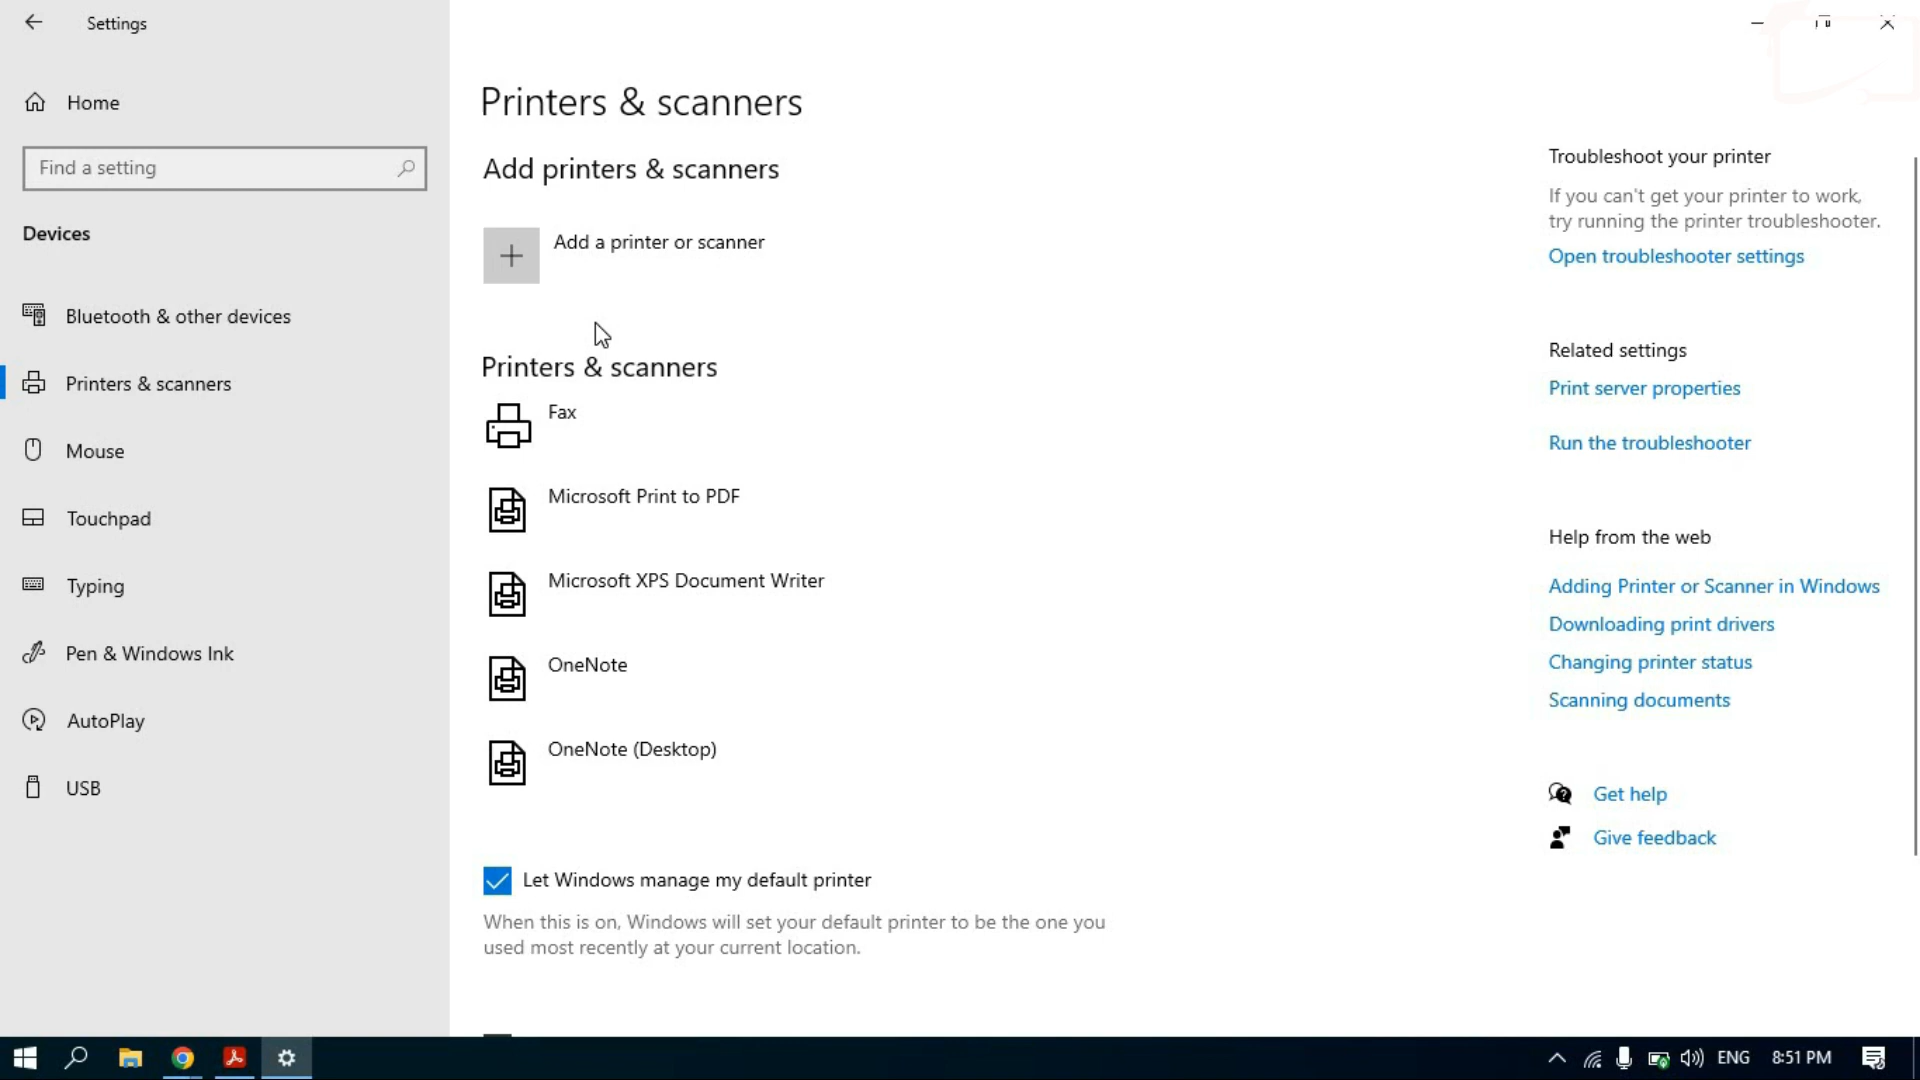 Settings
Home
Find a setting
Devices
Bluetooth & other devices
Printers & scanners
Mouse
Touchpad
Typing
Pen & Windows Ink
AutoPlay
USB
Printers & scanners
Add printers & scanners
Add a printer or scanner
Printers & scanners
Fax
Microsoft Print to PDF
Microsoft XPS Document Writer
OneNote
OneNote (Desktop)
Let Windows manage my default printer
When this is on, Windows will set your default printer to be the one you
used most recently at your current location.
Troubleshoot your printer
If you can't get your printer to work,
try running the printer troubleshooter.
Open troubleshooter settings
Related settings
Print server properties
Run the troubleshooter
Help from the web
Adding Printer or Scanner in Windows
Downloading print drivers
Changing printer status
Scanning documents
Get help
Give feedback
ENG
8:51 PM